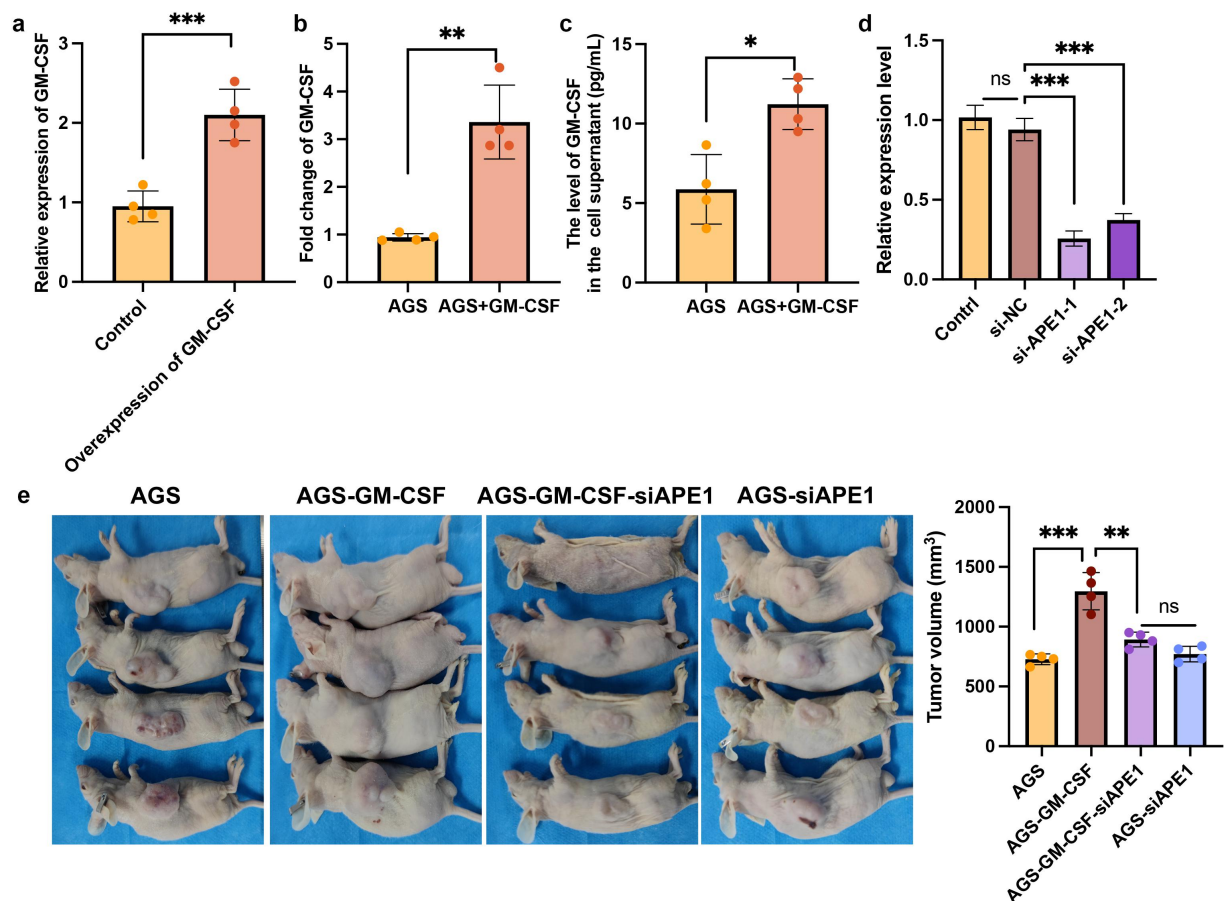 a
Relative expression of GM-CSF
3
2
1
0
***
Control
Overexpression of GM-CSF
b
Fold change of GM-CSF
5
4
3
2
1
0
**
AGS
AGS+GM-CSF
c
The level of GM-CSF
in the cell supernatant (pg/mL)
15
10
5
0
*
AGS
AGS+GM-CSF
d
Relative expression level
1.5
1.0
0.5
0.0
ns
***
***
Contrl
si-NC
si-APE1-1
si-APE1-2
e
AGS
AGS-GM-CSF
AGS-GM-CSF-siAPE1
AGS-siAPE1
Tumor volume (mm³)
2000
1500
1000
500
0
***
**
ns
AGS
AGS-GM-CSF
AGS-GM-CSF-siAPE1
AGS-siAPE1